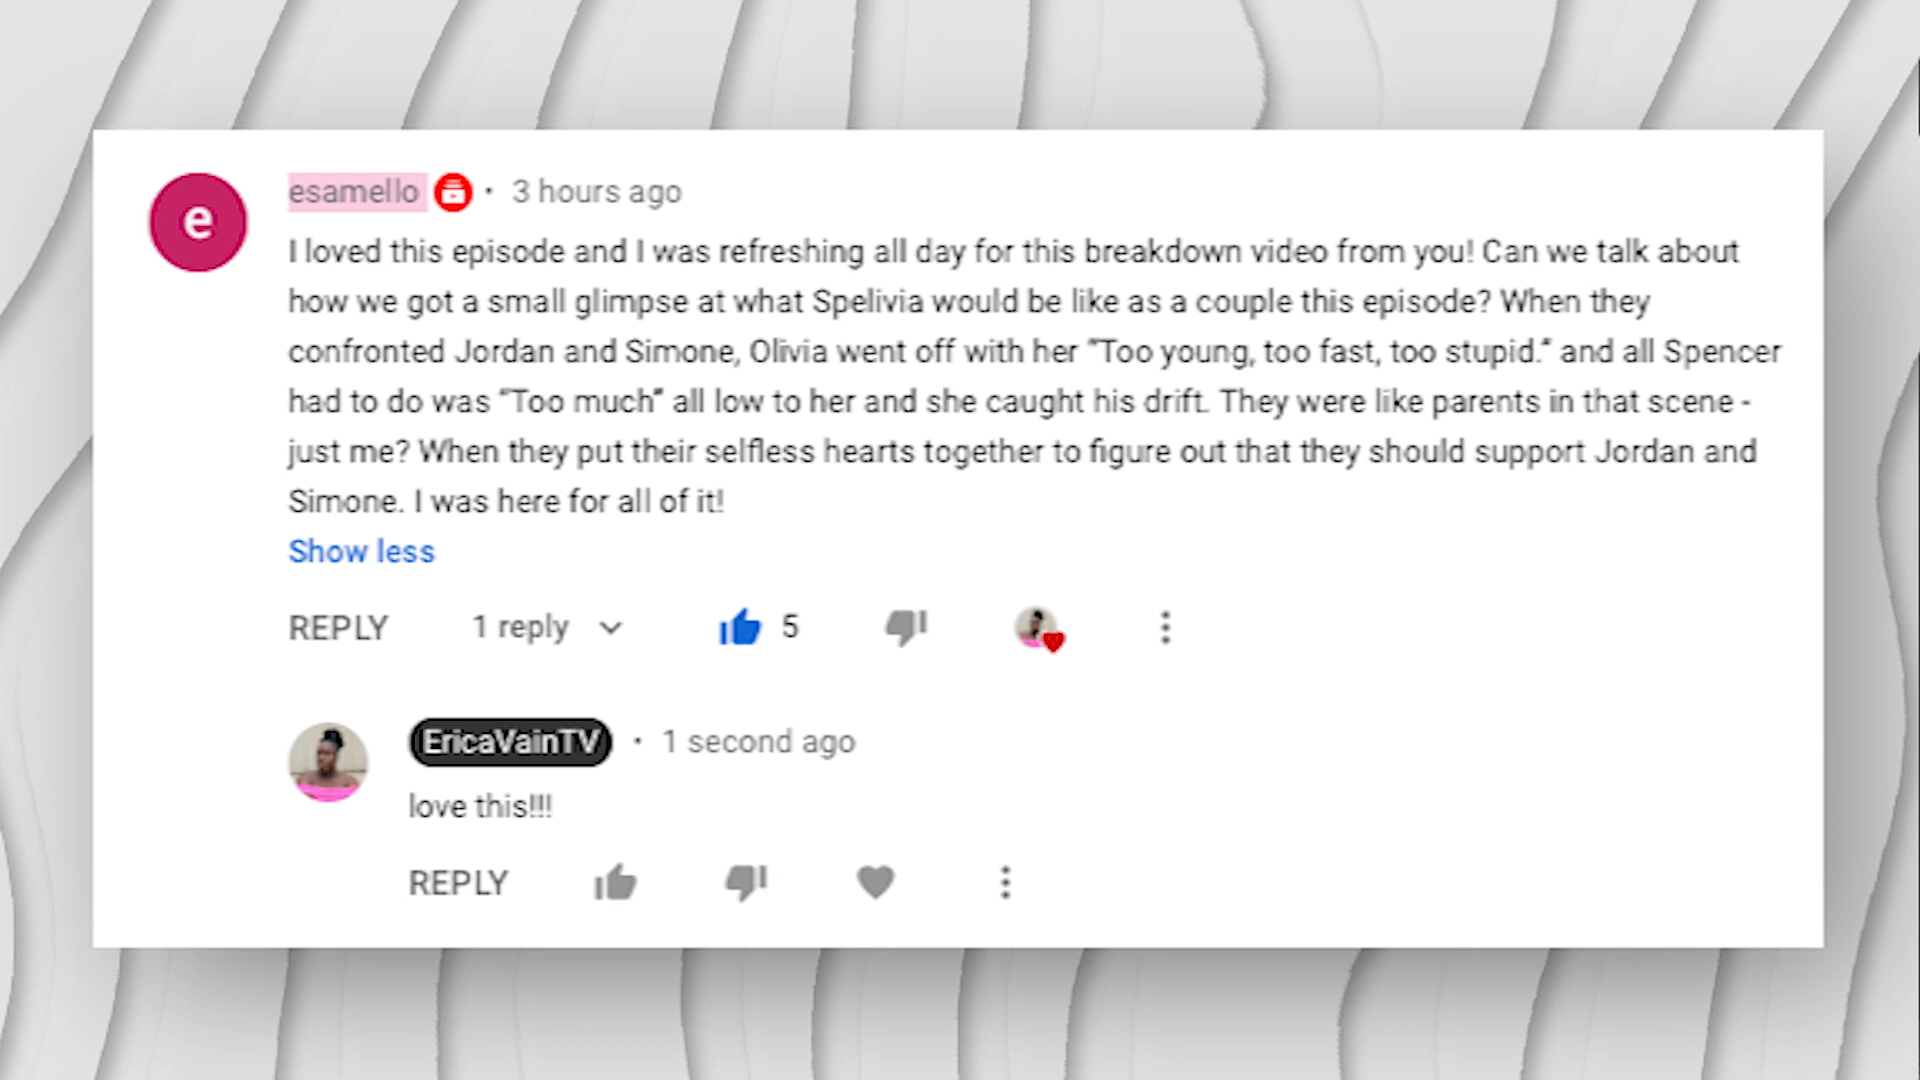 e
esamello • 3 hours ago
I loved this episode and I was refreshing all day for this breakdown video from you! Can we talk about
how we got a small glimpse at what Spelivia would be like as a couple this episode? When they
confronted Jordan and Simone, Olivia went off with her "Too young, too fast, too stupid." and all Spencer
had to do was "Too much" all low to her and she caught his drift. They were like parents in that scene -
just me? When they put their selfless hearts together to figure out that they should support Jordan and
Simone. I was here for all of it!
Show less
REPLY 1 reply 5
EricaVainTV • 1 second ago
love this!!!
REPLY